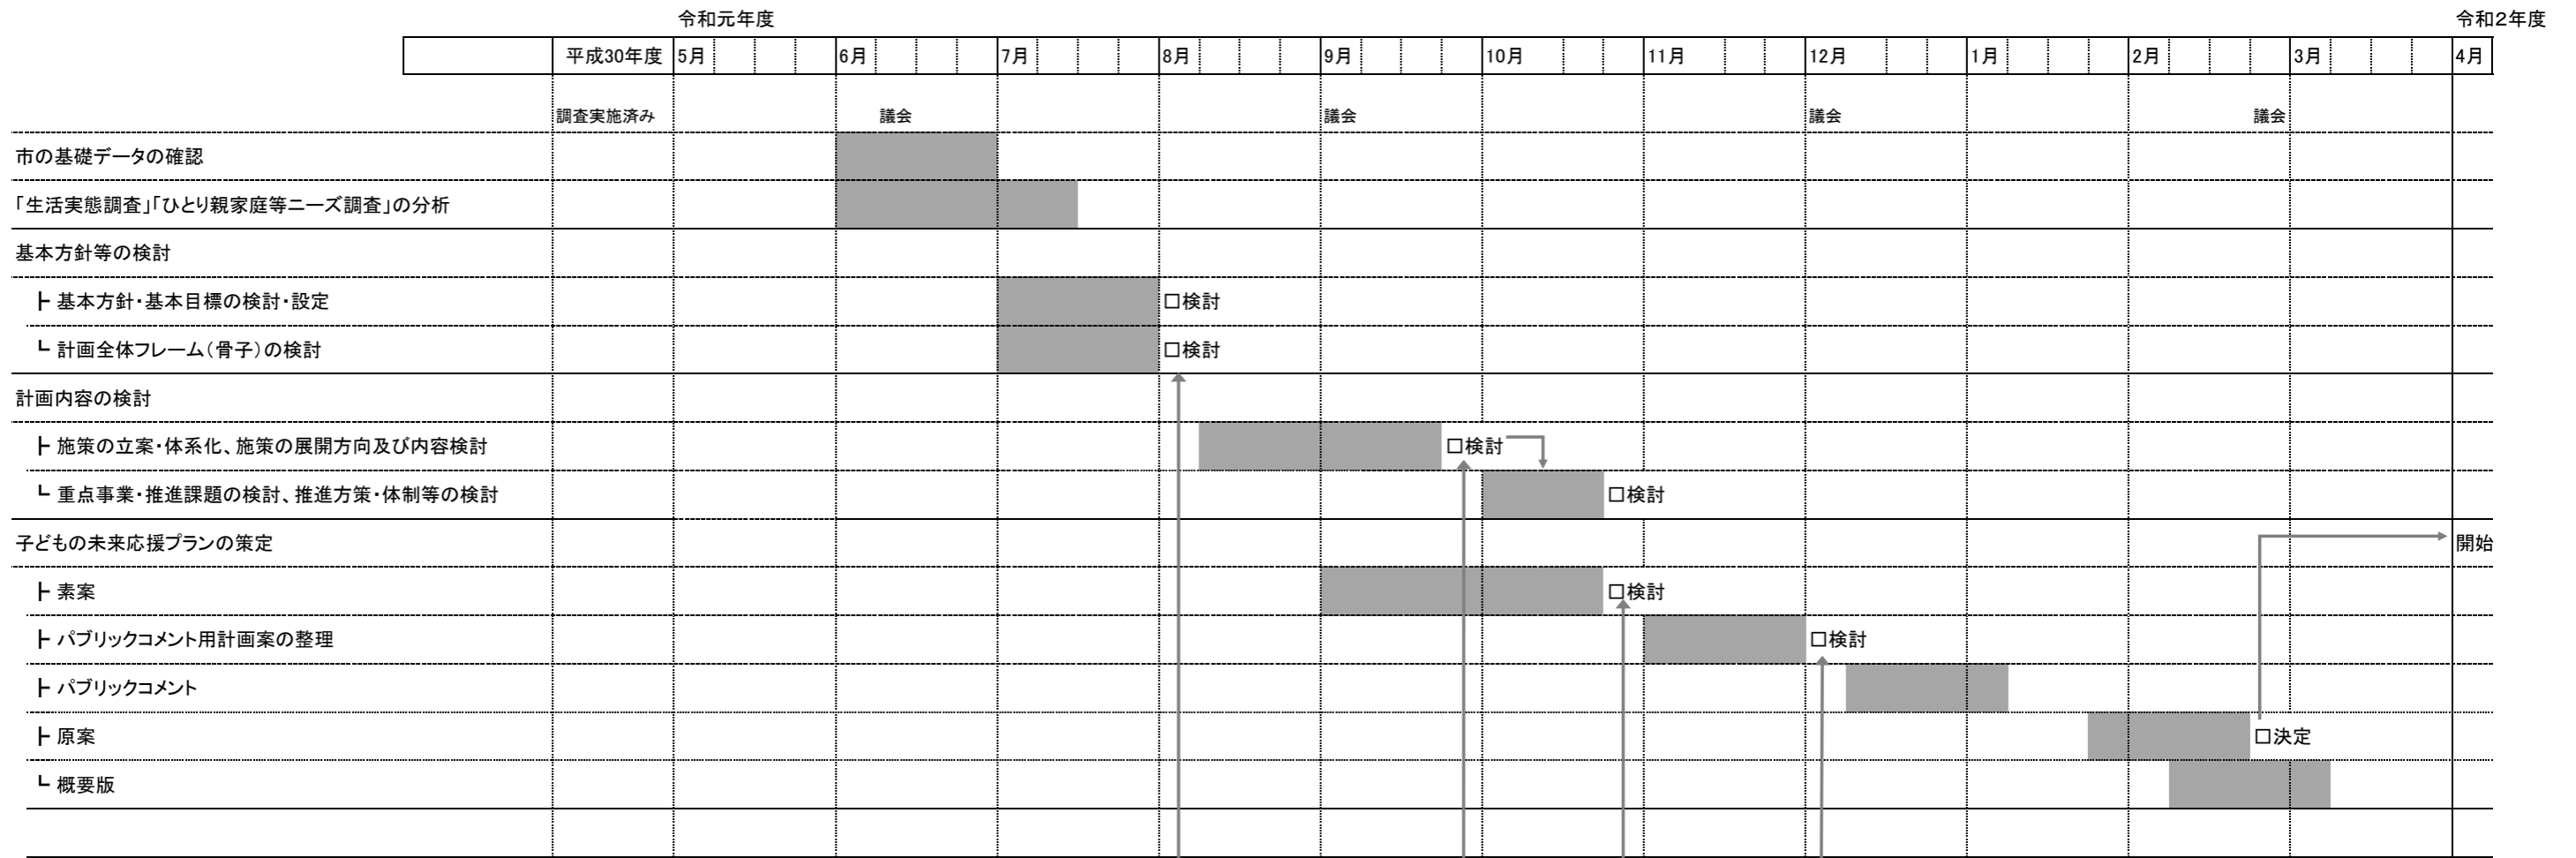 令和元年度 令和2年度
平成30年度 5月 6月 7月 8月 9月 10月 11月 12月 1月 2月 3月 4月
調査実施済み 議会 議会 議会 議会
市の基礎データの確認
「生活実態調査」「ひとり親家庭等ニーズ調査」の分析
基本方針等の検討
┣ 基本方針・基本目標の検討・設定 □検討
┗ 計画全体フレーム(骨子)の検討 □検討
計画内容の検討
┣ 施策の立案・体系化、施策の展開方向及び内容検討 □検討
┗ 重点事業・推進課題の検討、推進方策・体制等の検討 □検討
子どもの未来応援プランの策定 開始
┣ 素案 □検討
┣ パブリックコメント用計画案の整理 □検討
┣ パブリックコメント
┣ 原案 □決定
┗ 概要版